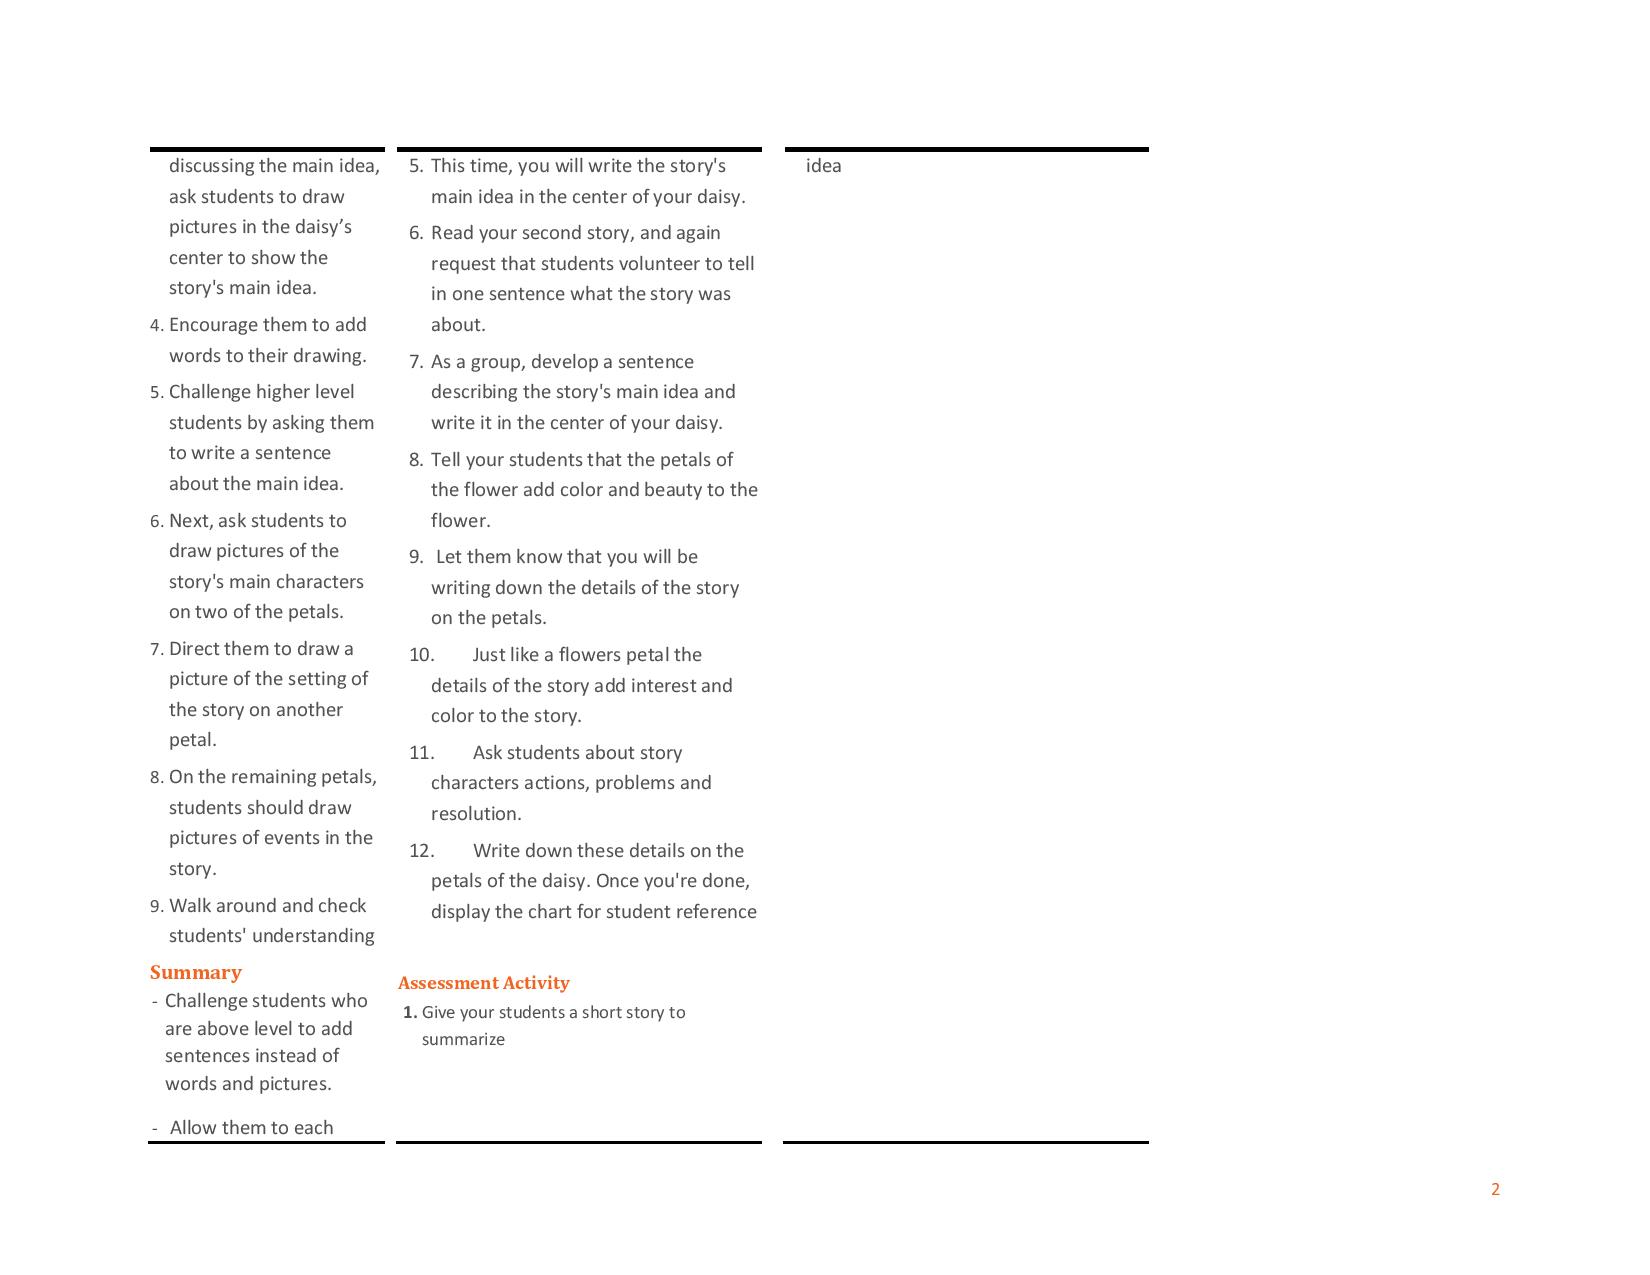 discussing the main idea,
ask students to draw
pictures in the daisy’s
center to show the
story's main idea.
4. Encourage them to add
words to their drawing.
5. Challenge higher level
students by asking them
to write a sentence
about the main idea.
6. Next, ask students to
draw pictures of the
story's main characters
on two of the petals.
7. Direct them to draw a
picture of the setting of
the story on another
petal.
8. On the remaining petals,
students should draw
pictures of events in the
story.
9. Walk around and check
students' understanding
Summary
- Challenge students who
are above level to add
sentences instead of
words and pictures.
- Allow them to each
5. This time, you will write the story's
main idea in the center of your daisy.
6. Read your second story, and again
request that students volunteer to tell
in one sentence what the story was
about.
7. As a group, develop a sentence
describing the story's main idea and
write it in the center of your daisy.
8. Tell your students that the petals of
the flower add color and beauty to the
flower.
9. Let them know that you will be
writing down the details of the story
on the petals.
10. Just like a flowers petal the
details of the story add interest and
color to the story.
11. Ask students about story
characters actions, problems and
resolution.
12. Write down these details on the
petals of the daisy. Once you're done,
display the chart for student reference
Assessment Activity
1. Give your students a short story to
summarize
idea
2